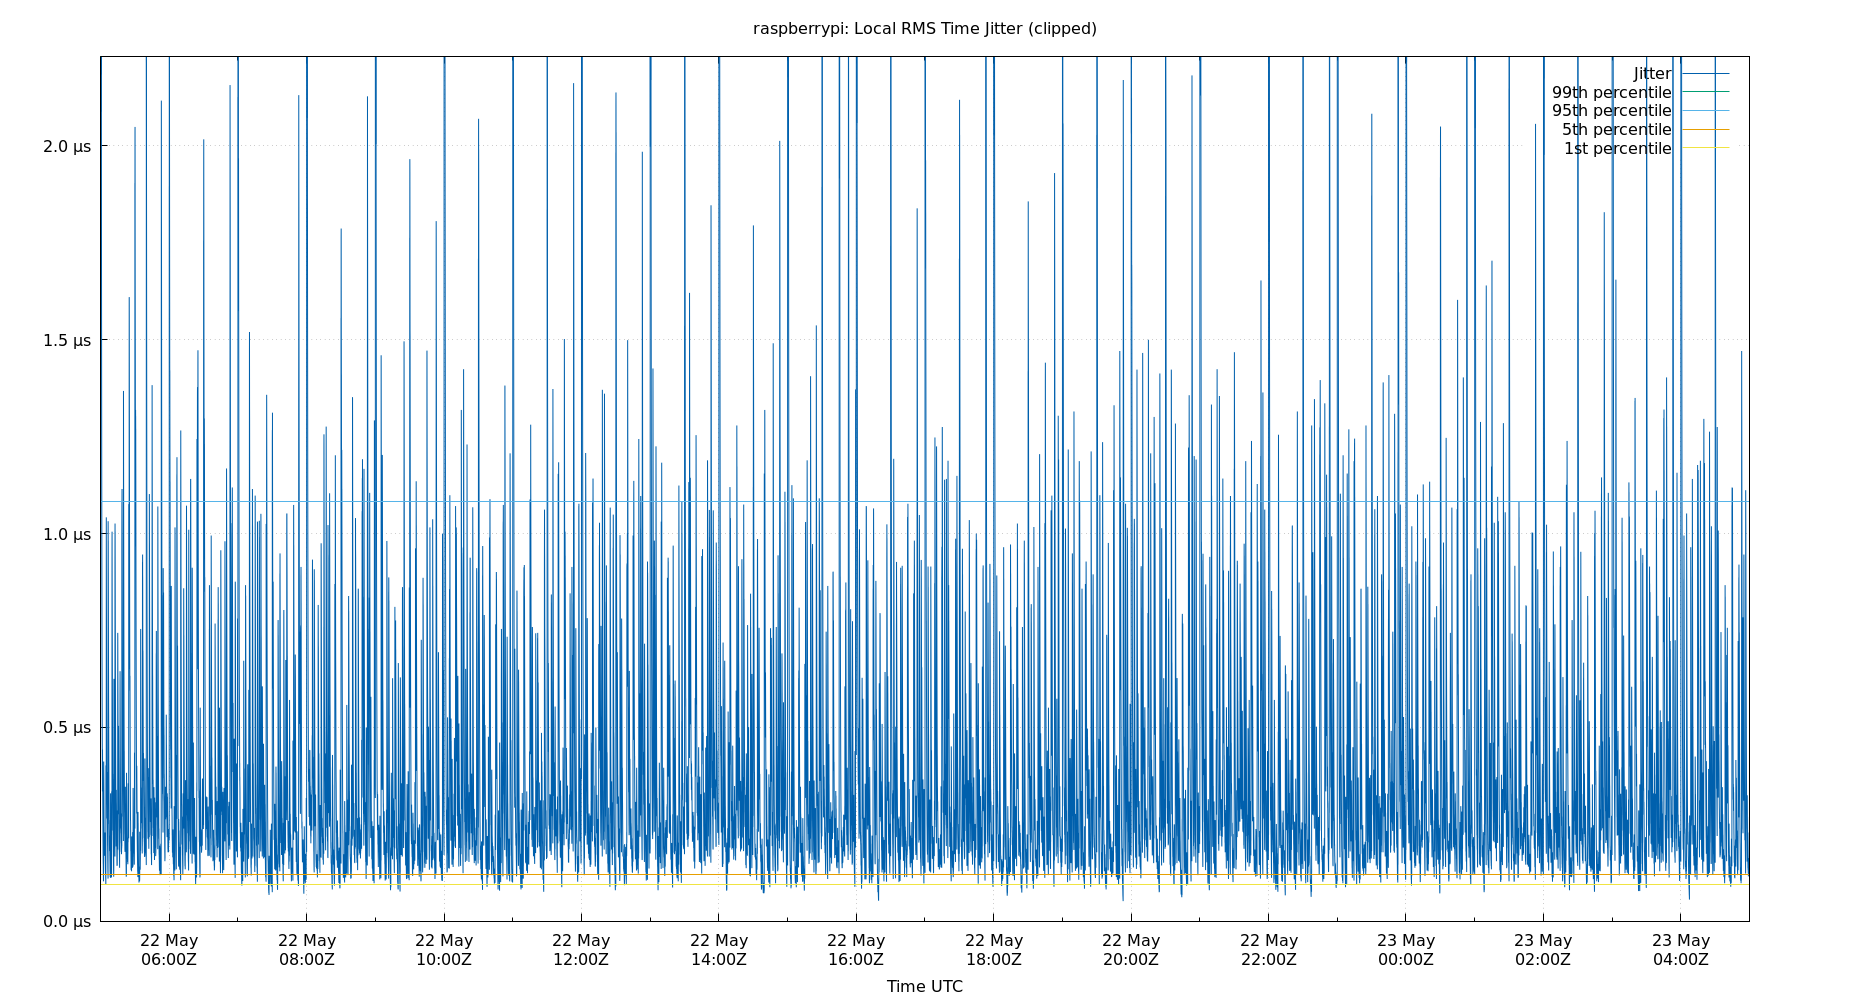 raspberrypi: Local RMS Time Jitter (clipped)
Jitter
99th percentile
95th percentile
5th percentile
1st percentile
2.0 µs
1.5 µs
1.0 µs
0.5 µs
0.0 µs
22 May 22 May 22 May 22 May 22 May 22 May 22 May 22 May 22 May 23 May 23 May 23 May
06:00Z 08:00Z 10:00Z 12:00Z 14:00Z 16:00Z 18:00Z 20:00Z 22:00Z 00:00Z 02:00Z 04:00Z
Time UTC